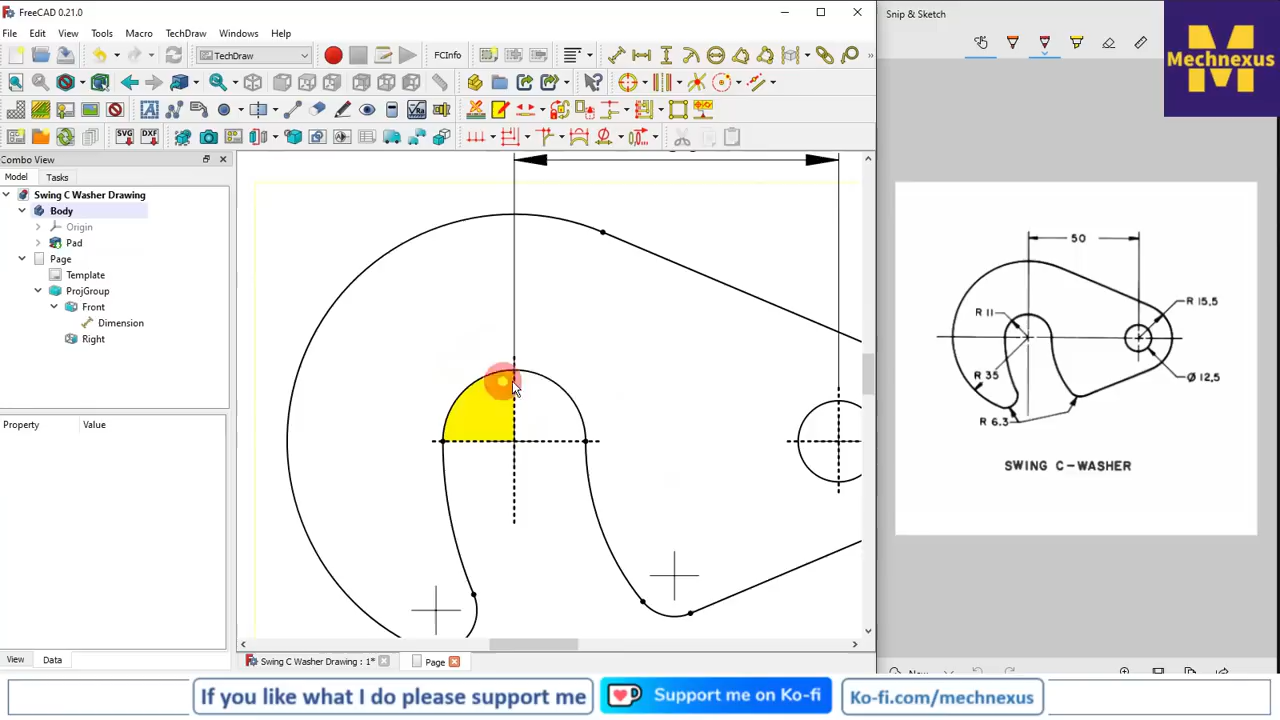 FreeCAD 0.21.0
File Edit View Tools Macro TechDraw Windows Help
TechDraw
FCInfo
SVG DXF
Combo View
Model Tasks
Swing C Washer Drawing
Body
Origin
Pad
Page
Template
ProjGroup
Front
Dimension
Right
Property Value
View Data
Swing C Washer Drawing : 1*
Page
Snip & Sketch
M
Mechnexus
50
R 15,5
R 11
R 35
Ø 12,5
R 6.3
SWING C-WASHER
If you like what I do please support me
Support me on Ko-fi
Ko-fi.com/mechnexus